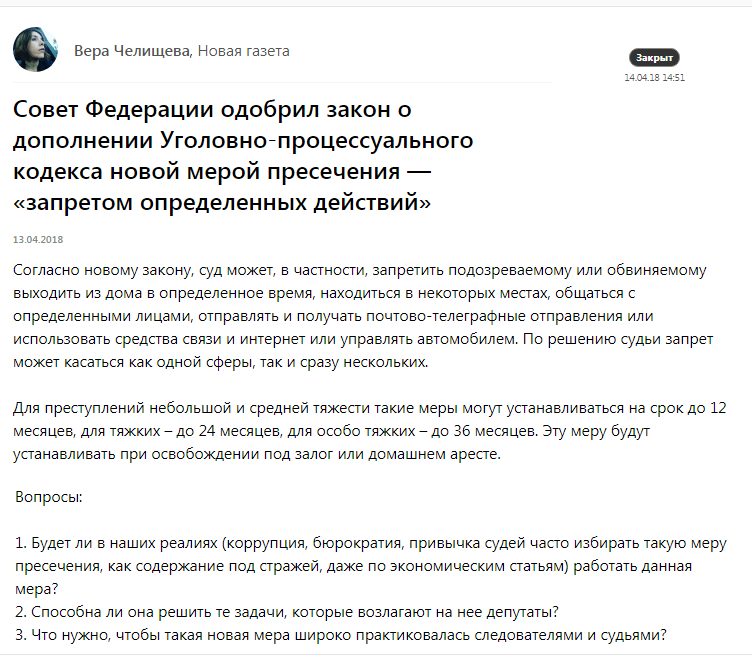 Вера Челищева, Новая газета
Закрыт
14.04.18 14:51
Совет Федерации одобрил закон о
дополнении Уголовно-процессуального
кодекса новой мерой пресечения —
«запретом определенных действий»
13.04.2018
Согласно новому закону, суд может, в частности, запретить подозреваемому или обвиняемому
выходить из дома в определенное время, находиться в некоторых местах, общаться с
определенными лицами, отправлять и получать почтово-телеграфные отправления или
использовать средства связи и интернет или управлять автомобилем. По решению судьи запрет
может касаться как одной сферы, так и сразу нескольких.
Для преступлений небольшой и средней тяжести такие меры могут устанавливаться на срок до 12
месяцев, для тяжких – до 24 месяцев, для особо тяжких – до 36 месяцев. Эту меру будут
устанавливать при освобождении под залог или домашнем аресте.
Вопросы:
1. Будет ли в наших реалиях (коррупция, бюрократия, привычка судей часто избирать такую меру
пресечения, как содержание под стражей, даже по экономическим статьям) работать данная
мера?
2. Способна ли она решить те задачи, которые возлагают на нее депутаты?
3. Что нужно, чтобы такая новая мера широко практиковалась следователями и судьями?